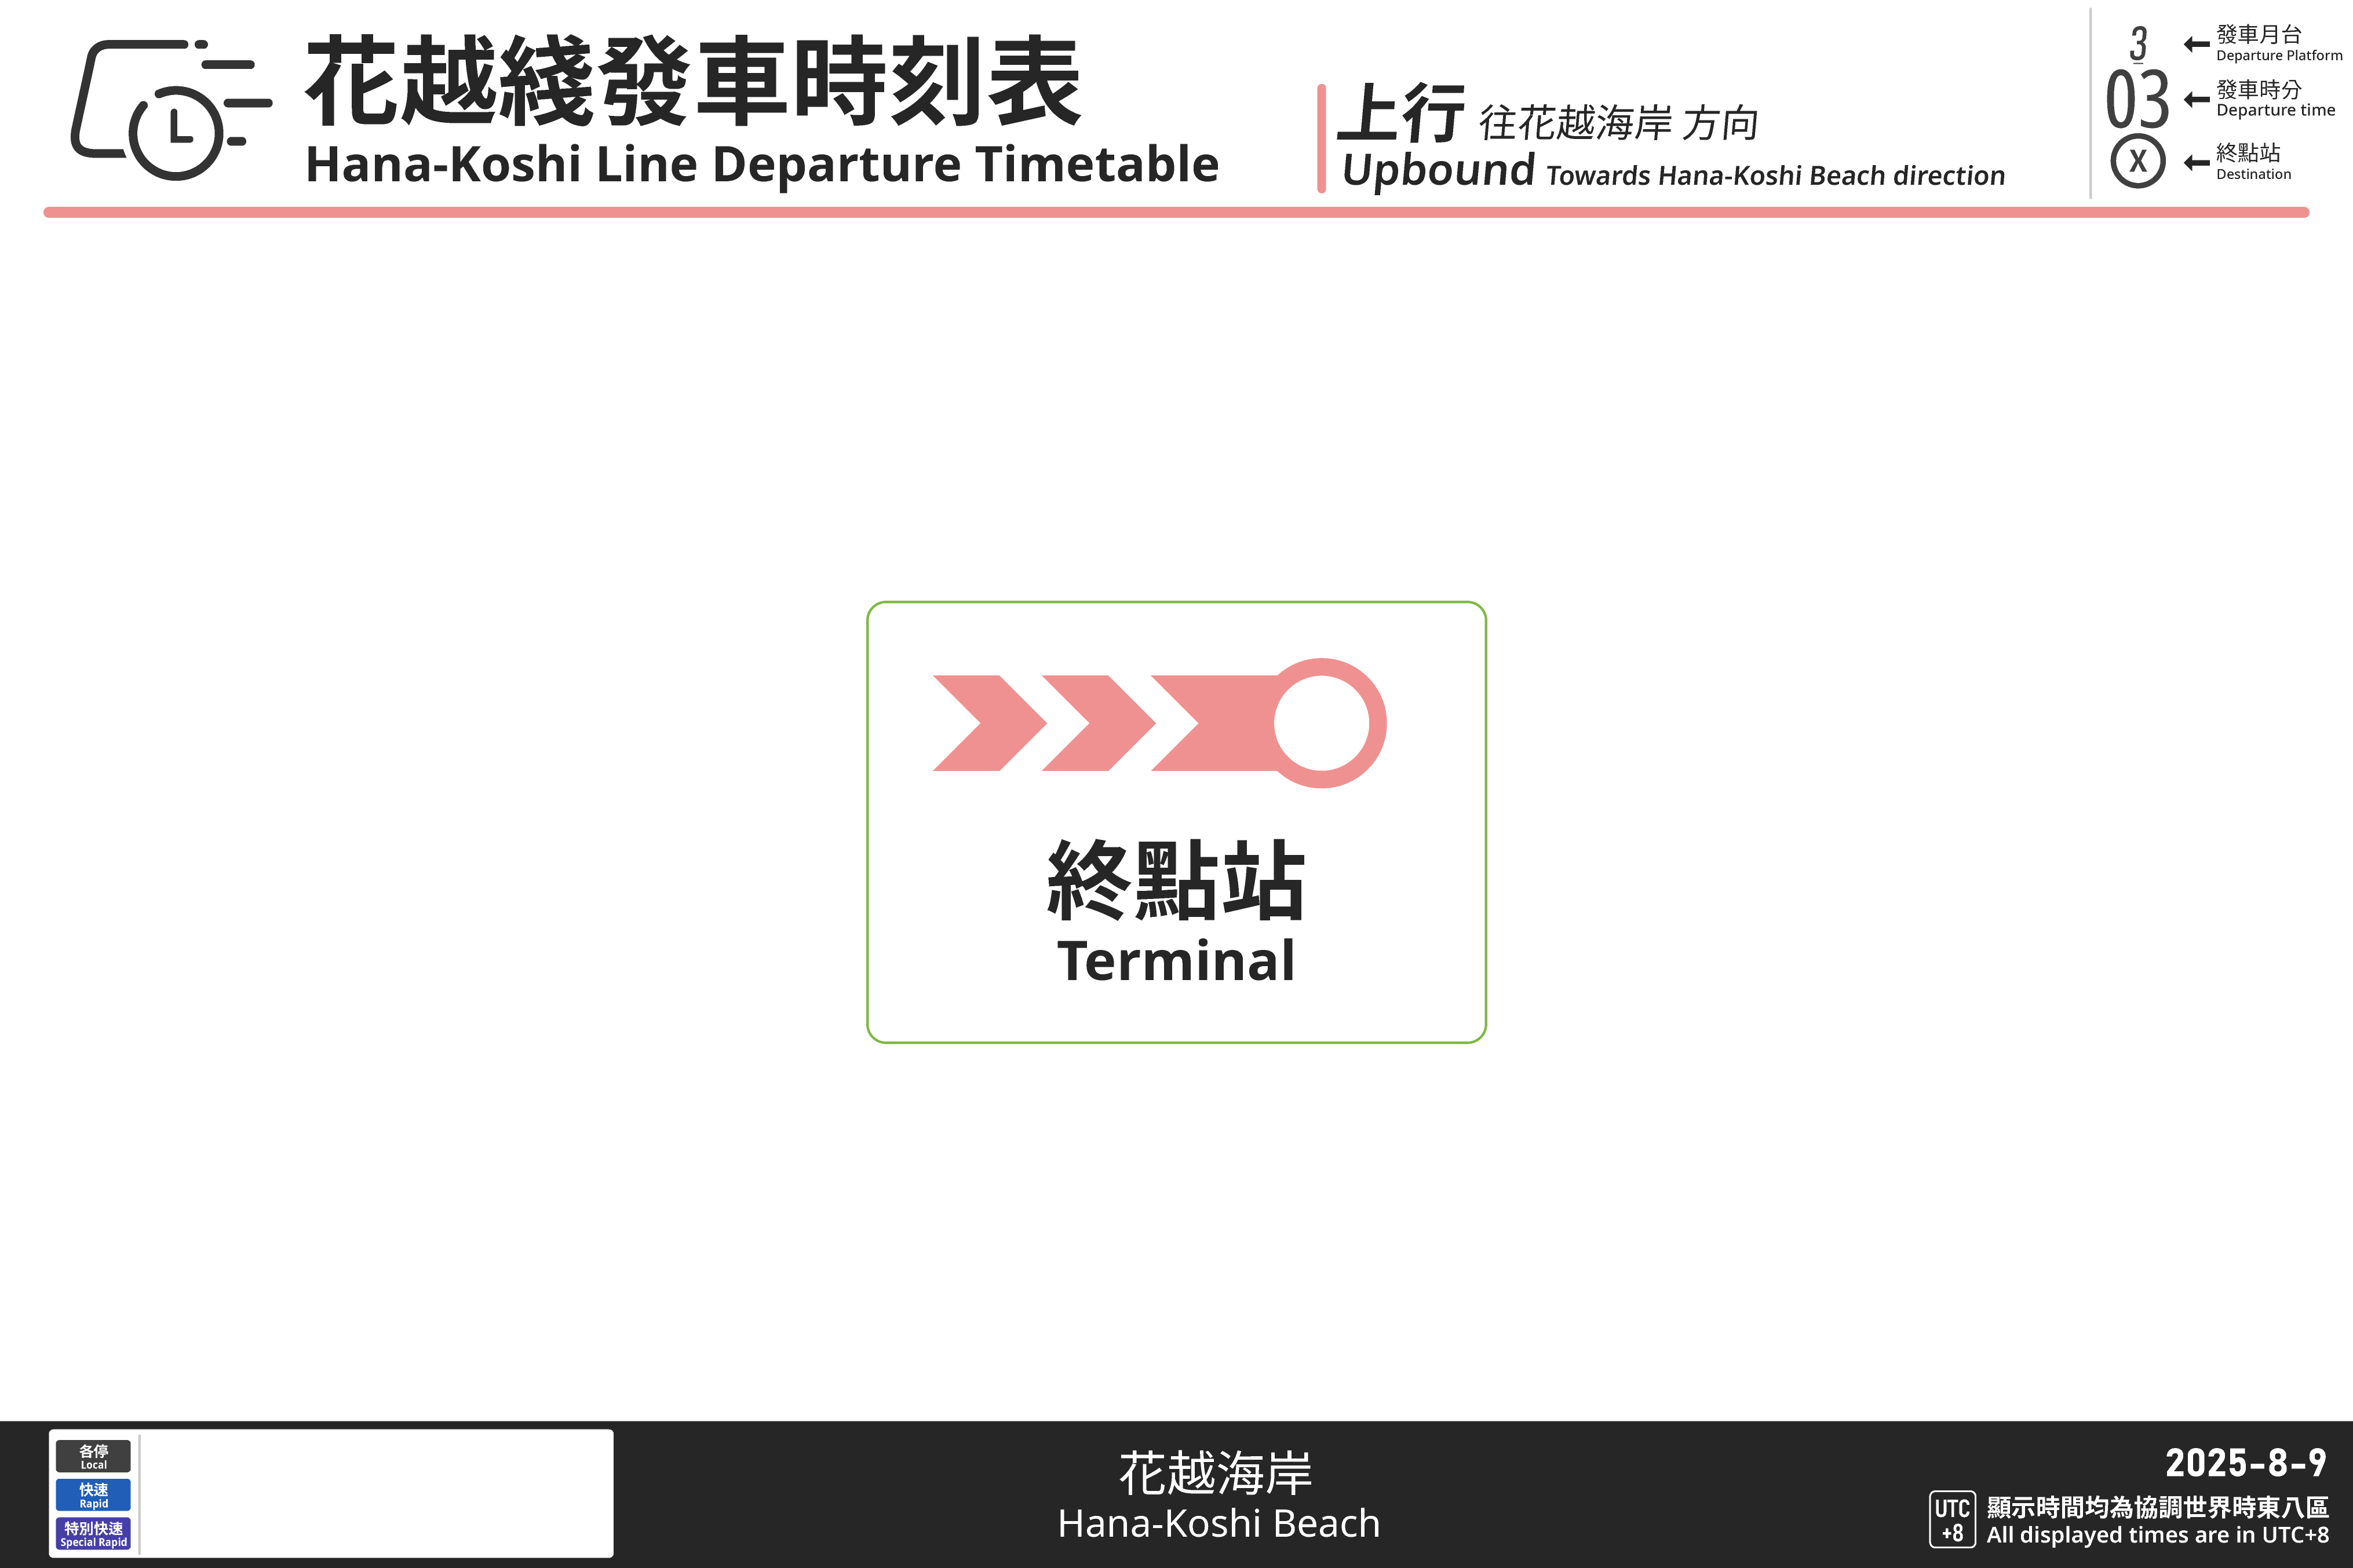 花越綫發車時刻表
Hana-Koshi Line Departure Timetable
上行 往花越海岸 方向
Upbound Towards Hana-Koshi Beach direction
3
發車月台
Departure Platform
03
發車時分
Departure time
X
終點站
Destination
終點站
Terminal
各停
Local
快速
Rapid
特別快速
Special Rapid
花越海岸
Hana-Koshi Beach
2025-8-9
UTC
+8
顯示時間均為協調世界時東八區
All displayed times are in UTC+8